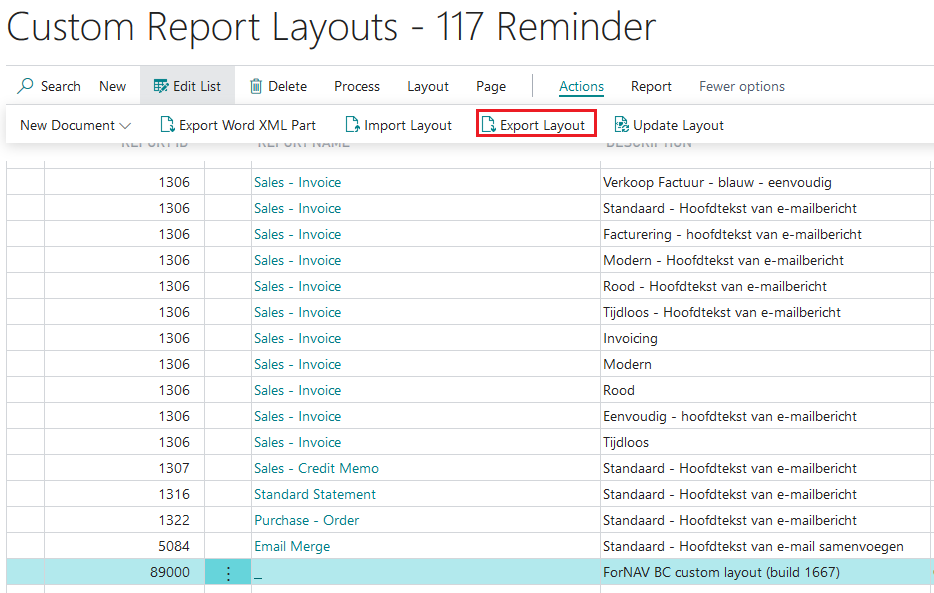 Custom Report Layouts - 117 Reminder
Search New Edit List Delete Process Layout Page Actions Report Fewer options
New Document Export Word XML Part Import Layout Export Layout Update Layout
REPORT ID REPORT NAME DESCRIPTION
1306 Sales - Invoice Verkoop Factuur - blauw - eenvoudig
1306 Sales - Invoice Standaard - Hoofdtekst van e-mailbericht
1306 Sales - Invoice Facturering - hoofdtekst van e-mailbericht
1306 Sales - Invoice Modern - Hoofdtekst van e-mailbericht
1306 Sales - Invoice Rood - Hoofdtekst van e-mailbericht
1306 Sales - Invoice Tijdloos - Hoofdtekst van e-mailbericht
1306 Sales - Invoice Invoicing
1306 Sales - Invoice Modern
1306 Sales - Invoice Rood
1306 Sales - Invoice Eenvoudig - hoofdtekst van e-mailbericht
1306 Sales - Invoice Tijdloos
1307 Sales - Credit Memo Standaard - Hoofdtekst van e-mailbericht
1316 Standard Statement Standaard - Hoofdtekst van e-mailbericht
1322 Purchase - Order Standaard - Hoofdtekst van e-mailbericht
5084 Email Merge Standaard - Hoofdtekst van e-mail samenvoegen
89000 _ ForNAV BC custom layout (build 1667)